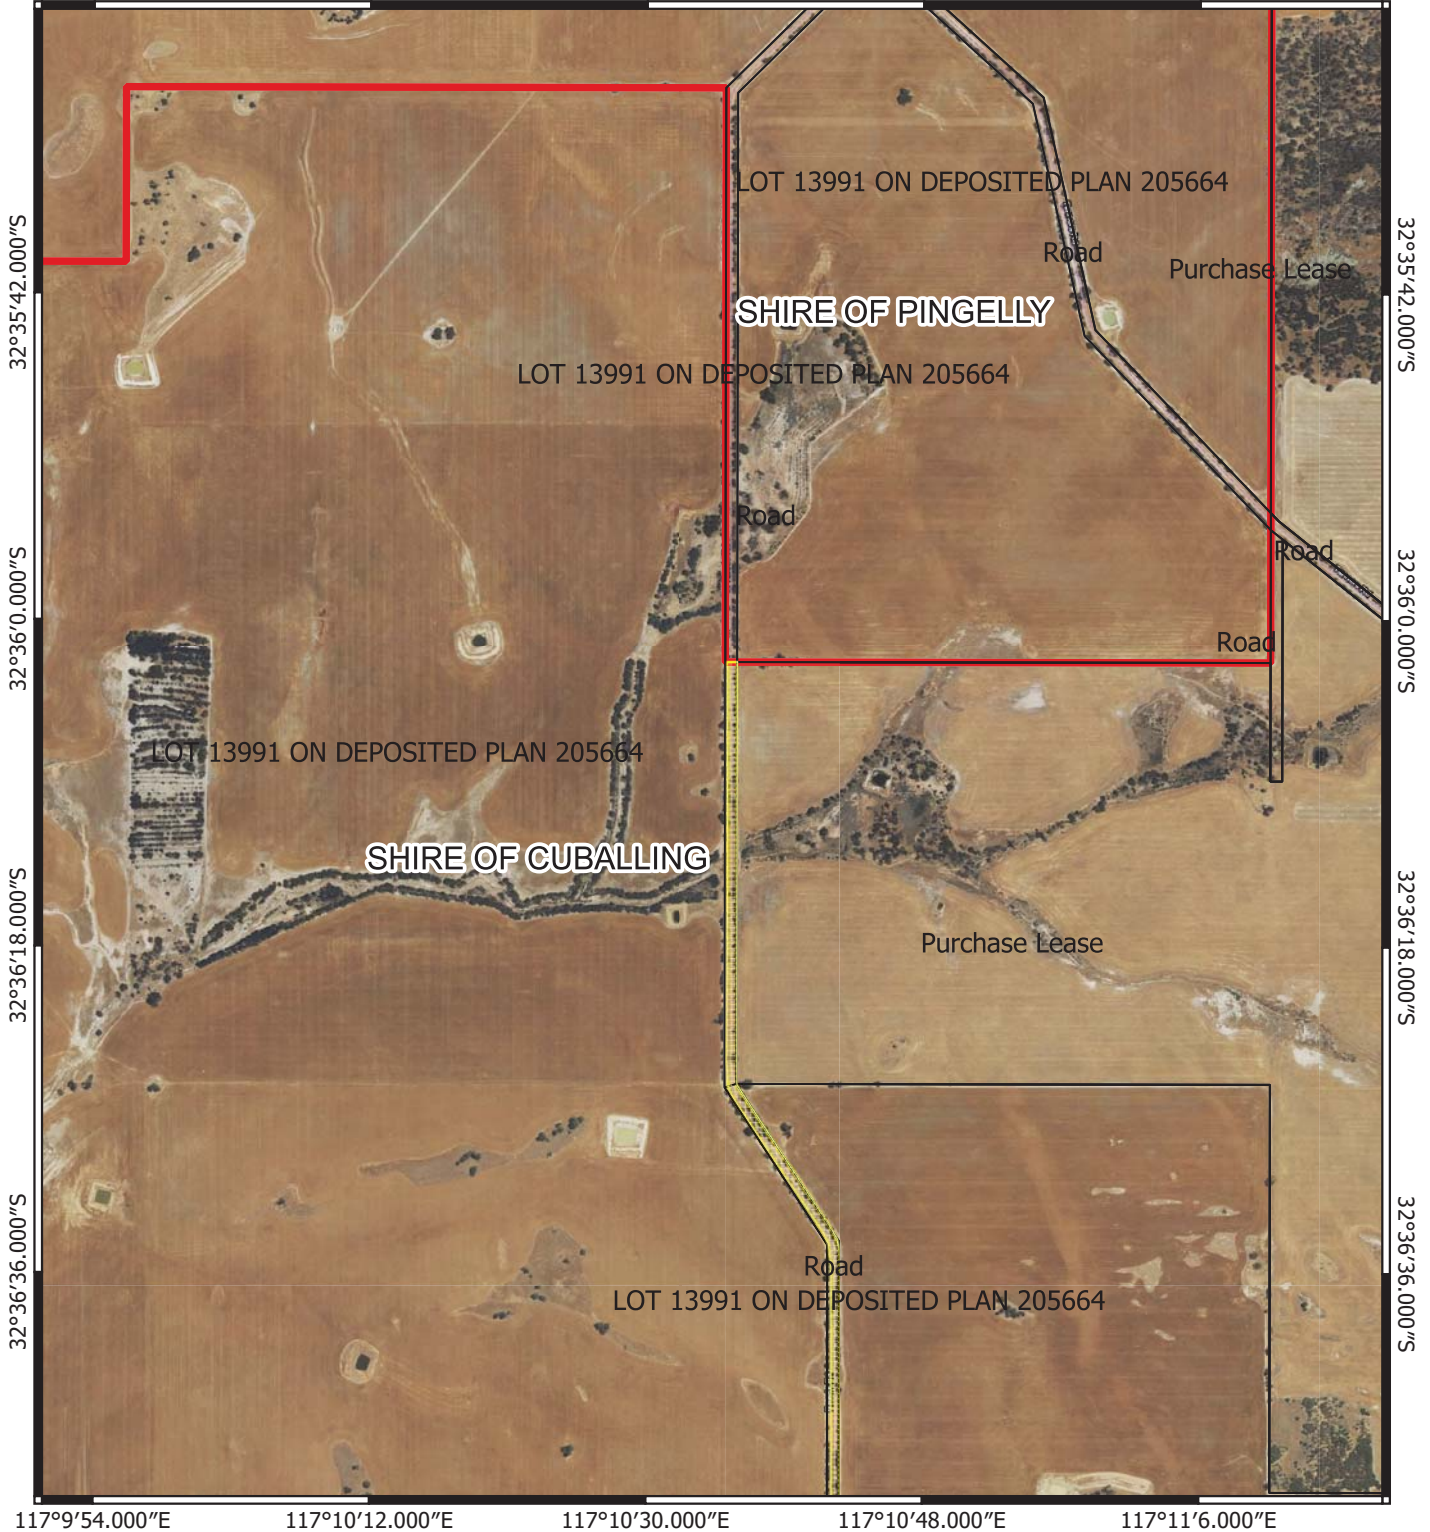 LOT 13991 ON DEPOSITED PLAN 205664
Road
Purchase Lease
32°35'42.000"S
32°35'42.000"S
SHIRE OF PINGELLY
LOT 13991 ON DEPOSITED PLAN 205664
Road
Road
32°36'0.000"S
32°36'0.000"S
Road
LOT 13991 ON DEPOSITED PLAN 205664
SHIRE OF CUBALLING
Purchase Lease
32°36'18.000"S
32°36'18.000"S
Road
32°36'36.000"S
32°36'36.000"S
LOT 13991 ON DEPOSITED PLAN 205664
117°9'54.000"E
117°10'12.000"E
117°10'30.000"E
117°10'48.000"E
117°11'6.000"E